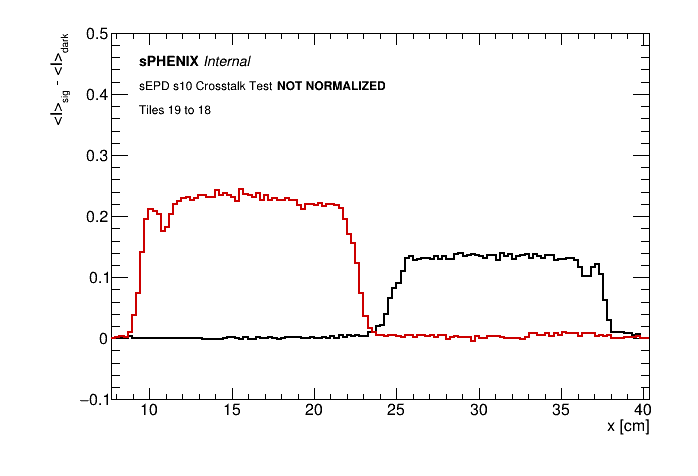 sPHENIX Internal
sEPD s10 Crosstalk Test NOT NORMALIZED
Tiles 19 to 18
<I>sig - <I>dark
0.5
0.4
0.3
0.2
0.1
0
−0.1
10 15 20 25 30 35 40
x [cm]